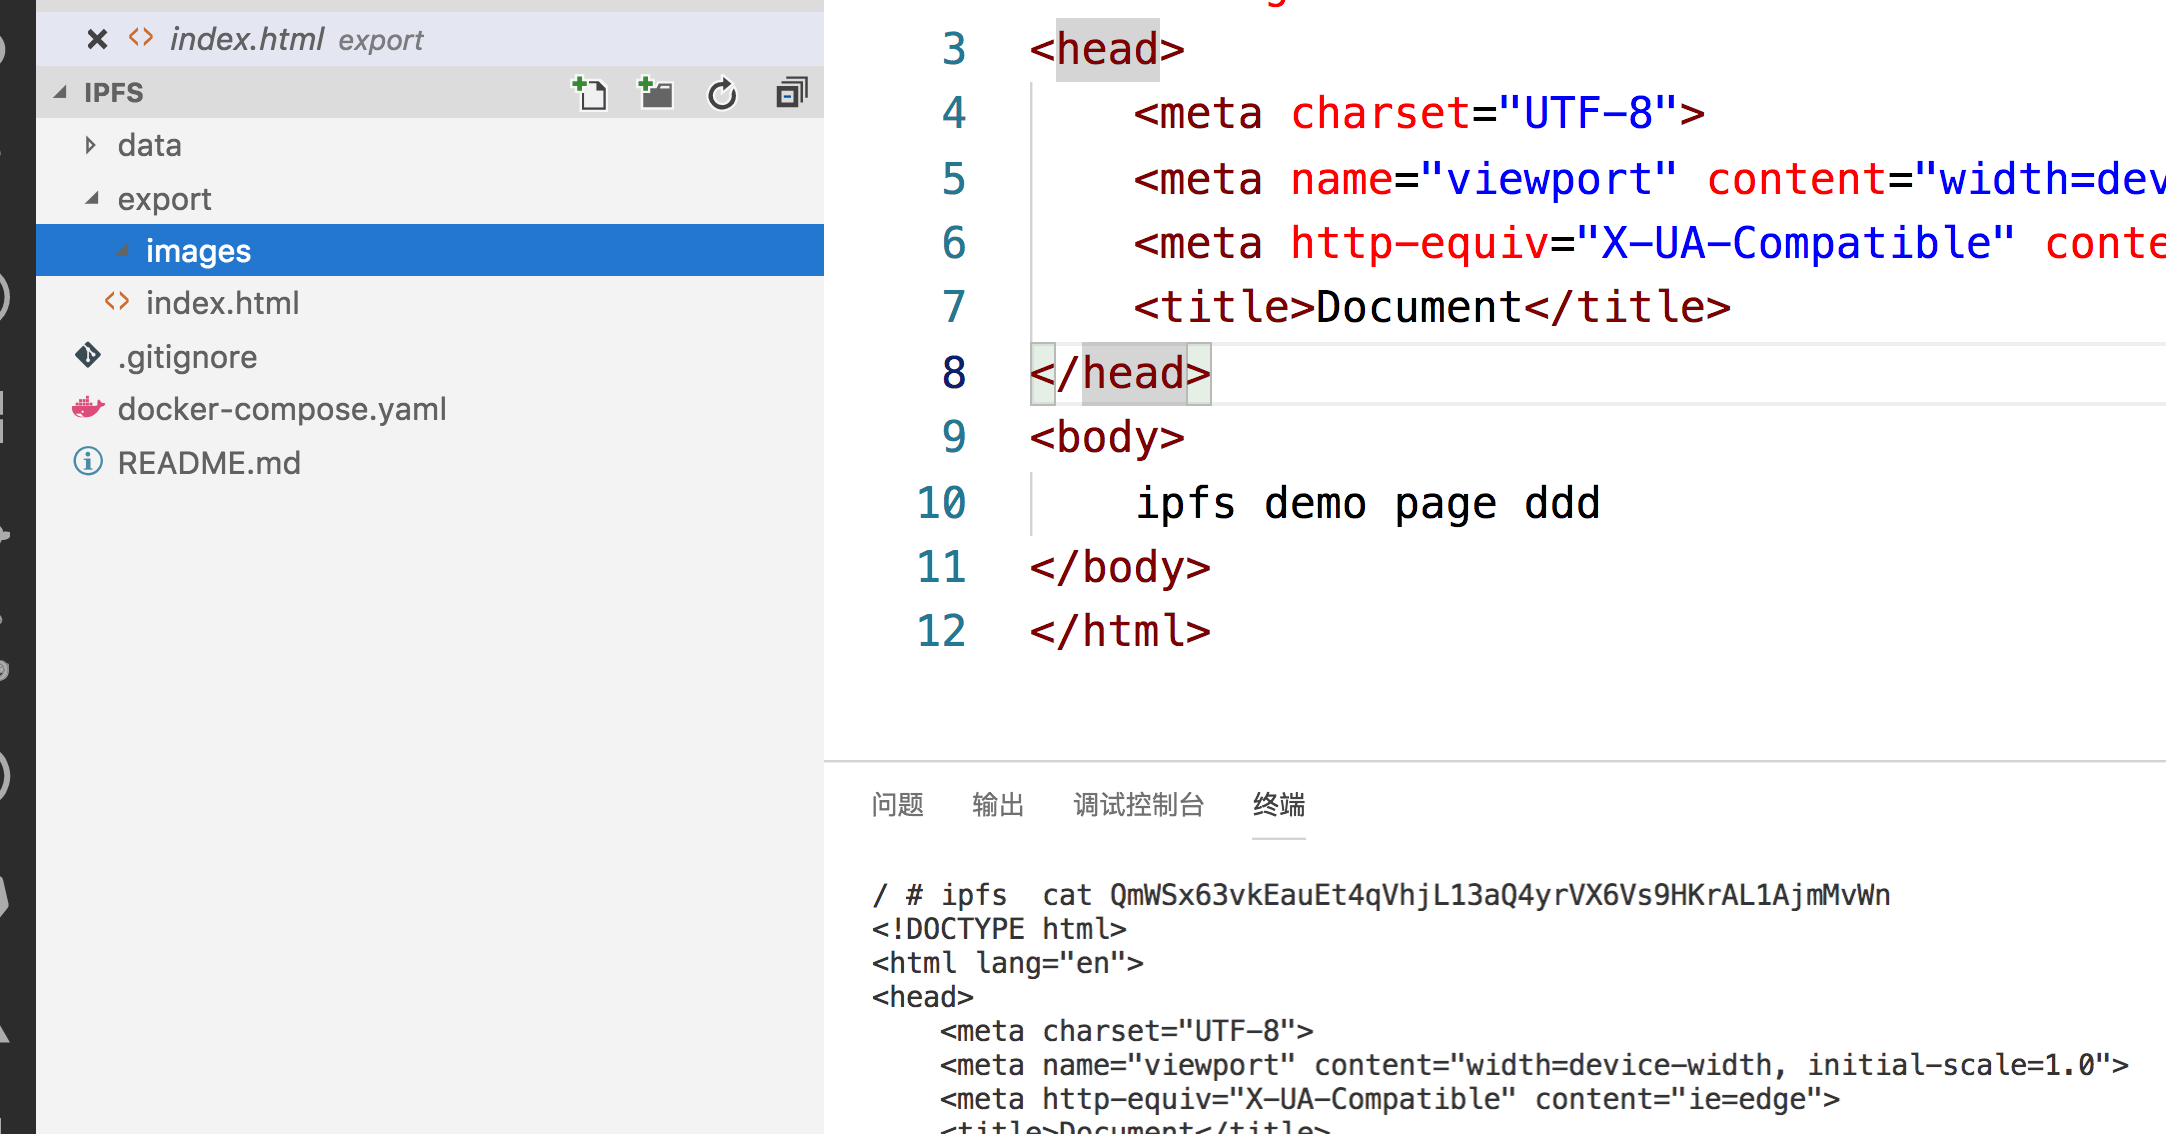 index.html export
IPFS
data
export
images
index.html
.gitignore
docker-compose.yaml
README.md
3 <head>
4 <meta charset="UTF-8">
5 <meta name="viewport" content="width=dev
6 <meta http-equiv="X-UA-Compatible" conte
7 <title>Document</title>
8 </head>
9 <body>
10 ipfs demo page ddd
11 </body>
12 </html>
问题 输出 调试控制台 终端
/ # ipfs  cat QmWSx63vkEauEt4qVhjL13aQ4yrVX6Vs9HKrAL1AjmMvWn
<!DOCTYPE html>
<html lang="en">
<head>
<meta charset="UTF-8">
<meta name="viewport" content="width=device-width, initial-scale=1.0">
<meta http-equiv="X-UA-Compatible" content="ie=edge">
<title>Document</title>